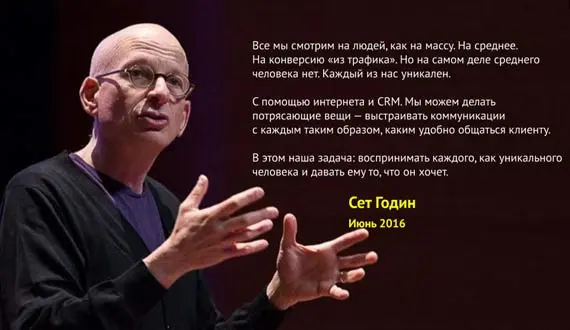 Все мы смотрим на людей, как на массу. На среднее.
На конверсию «из трафика». Но на самом деле среднего
человека нет. Каждый из нас уникален.
С помощью интернета и CRM. Мы можем делать
потрясающие вещи — выстраивать коммуникации
с каждым таким образом, каким удобно общаться клиенту.
В этом наша задача: воспринимать каждого, как уникального
человека и давать ему то, что он хочет.
Сет Годин
Июнь 2016